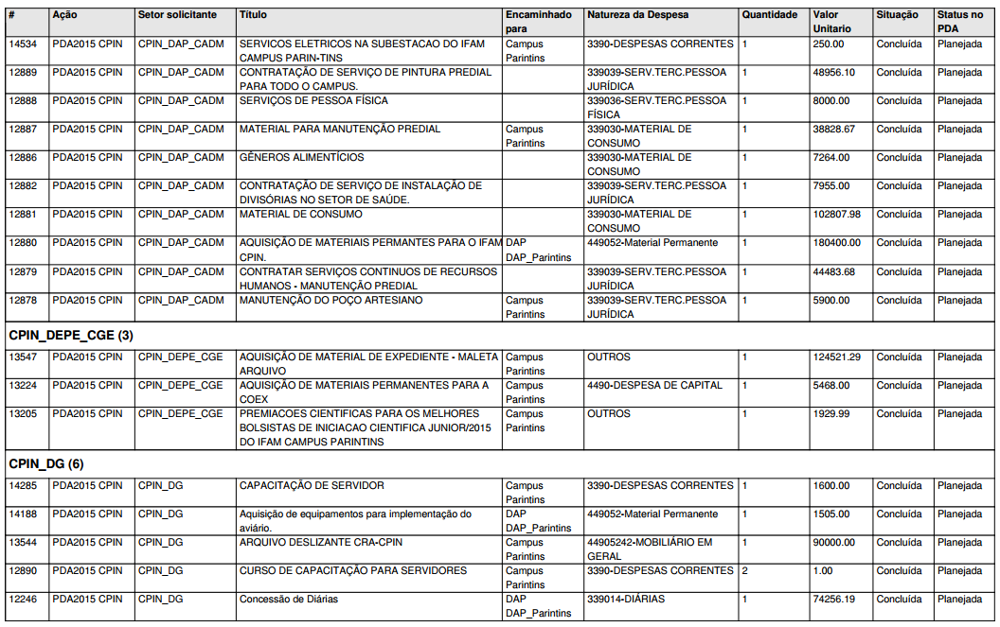 # Ação Setor solicitante Título Encaminhado para Natureza da Despesa Quantidade Valor Unitario Situação Status no PDA
14534 PDA2015 CPIN CPIN_DAP_CADM SERVICOS ELETRICOS NA SUBESTACAO DO IFAM CAMPUS PARIN-TINS Campus Parintins 3390-DESPESAS CORRENTES 1 250.00 Concluída Planejada
12889 PDA2015 CPIN CPIN_DAP_CADM CONTRATAÇÃO DE SERVIÇO DE PINTURA PREDIAL PARA TODO O CAMPUS. 339039-SERV.TERC.PESSOA JURÍDICA 1 48956.10 Concluída Planejada
12888 PDA2015 CPIN CPIN_DAP_CADM SERVIÇOS DE PESSOA FÍSICA 339036-SERV.TERC.PESSOA FÍSICA 1 8000.00 Concluída Planejada
12887 PDA2015 CPIN CPIN_DAP_CADM MATERIAL PARA MANUTENÇÃO PREDIAL Campus Parintins 339030-MATERIAL DE CONSUMO 1 38828.67 Concluída Planejada
12886 PDA2015 CPIN CPIN_DAP_CADM GÊNEROS ALIMENTÍCIOS 339030-MATERIAL DE CONSUMO 1 7264.00 Concluída Planejada
12882 PDA2015 CPIN CPIN_DAP_CADM CONTRATAÇÃO DE SERVIÇO DE INSTALAÇÃO DE DIVISÓRIAS NO SETOR DE SAÚDE. 339039-SERV.TERC.PESSOA JURÍDICA 1 7955.00 Concluída Planejada
12881 PDA2015 CPIN CPIN_DAP_CADM MATERIAL DE CONSUMO 339030-MATERIAL DE CONSUMO 1 102807.98 Concluída Planejada
12880 PDA2015 CPIN CPIN_DAP_CADM AQUISIÇÃO DE MATERIAIS PERMANTES PARA O IFAM CPIN. DAP DAP_Parintins 449052-Material Permanente 1 180400.00 Concluída Planejada
12879 PDA2015 CPIN CPIN_DAP_CADM CONTRATAR SERVIÇOS CONTINUOS DE RECURSOS HUMANOS - MANUTENÇÃO PREDIAL 339039-SERV.TERC.PESSOA JURÍDICA 1 44483.68 Concluída Planejada
12878 PDA2015 CPIN CPIN_DAP_CADM MANUTENÇÃO DO POÇO ARTESIANO Campus Parintins 339039-SERV.TERC.PESSOA JURÍDICA 1 5900.00 Concluída Planejada
CPIN_DEPE_CGE (3)
13547 PDA2015 CPIN CPIN_DEPE_CGE AQUISIÇÃO DE MATERIAL DE EXPEDIENTE - MALETA ARQUIVO Campus Parintins OUTROS 1 124521.29 Concluída Planejada
13224 PDA2015 CPIN CPIN_DEPE_CGE AQUISIÇÃO DE MATERIAIS PERMANENTES PARA A COEX Campus Parintins 4490-DESPESA DE CAPITAL 1 5468.00 Concluída Planejada
13205 PDA2015 CPIN CPIN_DEPE_CGE PREMIACOES CIENTIFICAS PARA OS MELHORES BOLSISTAS DE INICIACAO CIENTIFICA JUNIOR/2015 DO IFAM CAMPUS PARINTINS Campus Parintins OUTROS 1 1929.99 Concluída Planejada
CPIN_DG (6)
14285 PDA2015 CPIN CPIN_DG CAPACITAÇÃO DE SERVIDOR Campus Parintins 3390-DESPESAS CORRENTES 1 1600.00 Concluída Planejada
14188 PDA2015 CPIN CPIN_DG Aquisição de equipamentos para implementação do aviário. DAP DAP_Parintins 449052-Material Permanente 1 1505.00 Concluída Planejada
13544 PDA2015 CPIN CPIN_DG ARQUIVO DESLIZANTE CRA-CPIN Campus Parintins 44905242-MOBILIÁRIO EM GERAL 1 90000.00 Concluída Planejada
12890 PDA2015 CPIN CPIN_DG CURSO DE CAPACITAÇÃO PARA SERVIDORES Campus Parintins 3390-DESPESAS CORRENTES 2 1.00 Concluída Planejada
12246 PDA2015 CPIN CPIN_DG Concessão de Diárias DAP DAP_Parintins 339014-DIÁRIAS 1 74256.19 Concluída Planejada